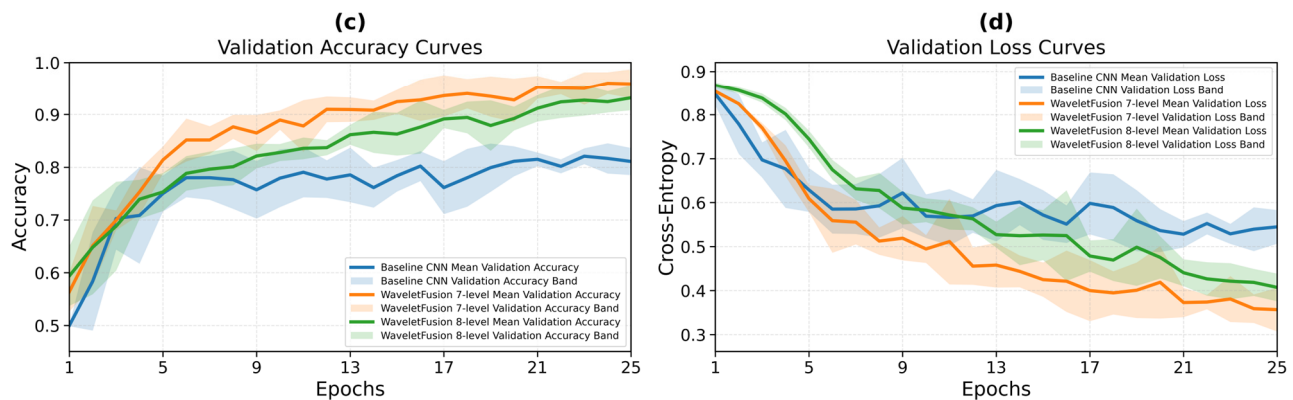 (c)
Validation Accuracy Curves
Accuracy
1.0
0.9
0.8
0.7
0.6
0.5
Baseline CNN Mean Validation Accuracy
Baseline CNN Validation Accuracy Band
WaveletFusion 7-level Mean Validation Accuracy
WaveletFusion 7-level Validation Accuracy Band
WaveletFusion 8-level Mean Validation Accuracy
WaveletFusion 8-level Validation Accuracy Band
1 5 9 13 17 21 25
Epochs
(d)
Validation Loss Curves
Cross-Entropy
0.9
0.8
0.7
0.6
0.5
0.4
0.3
Baseline CNN Mean Validation Loss
Baseline CNN Validation Loss Band
WaveletFusion 7-level Mean Validation Loss
WaveletFusion 7-level Validation Loss Band
WaveletFusion 8-level Mean Validation Loss
WaveletFusion 8-level Validation Loss Band
1 5 9 13 17 21 25
Epochs